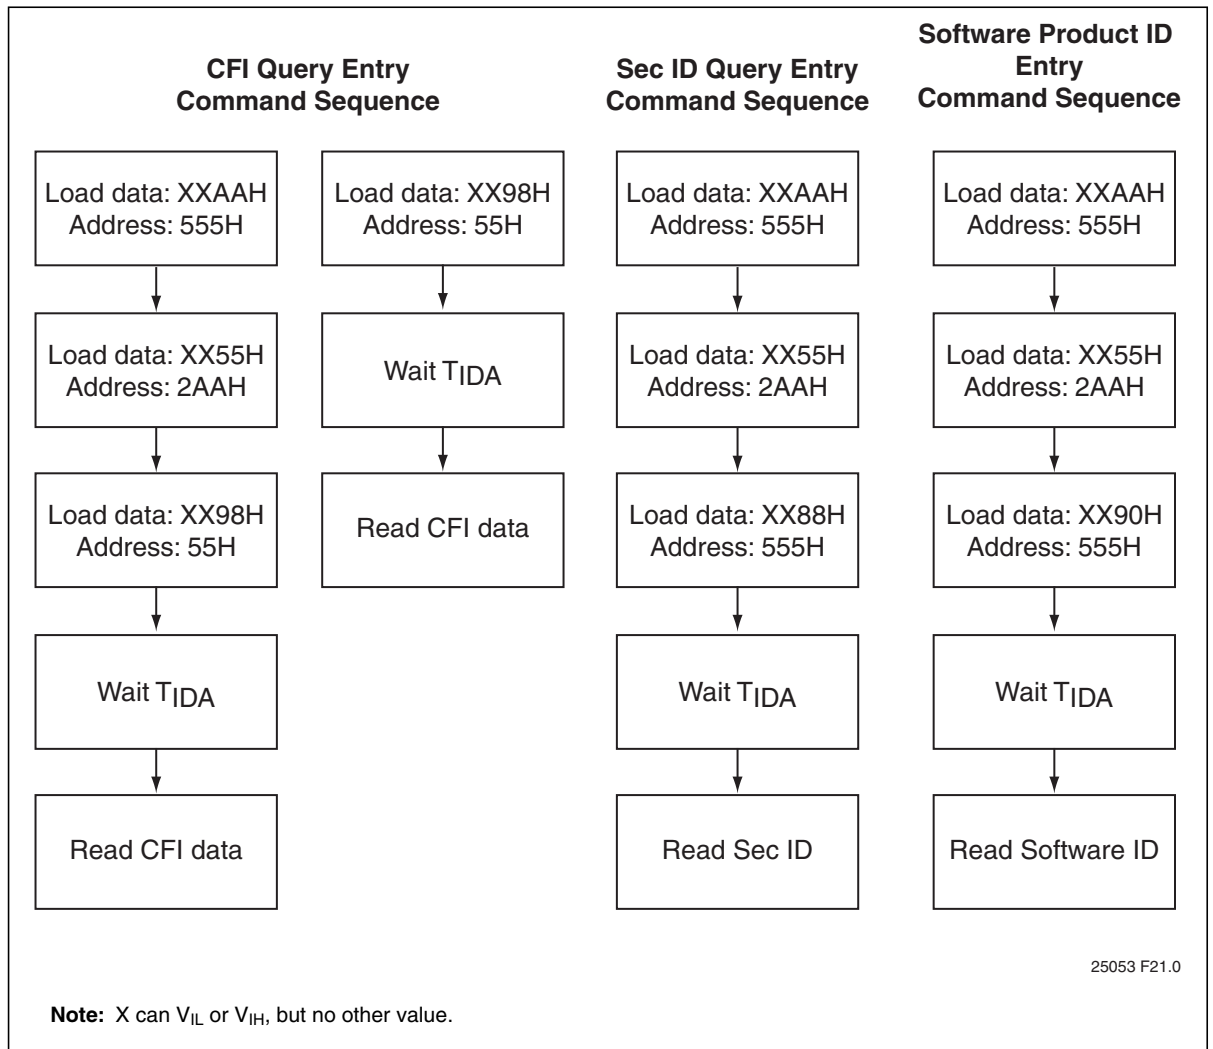 CFI Query Entry
Command Sequence
Load data: XXAAH
Address: 555H
Load data: XX55H
Address: 2AAH
Load data: XX98H
Address: 55H
Wait TIDA
Read CFI data
Load data: XX98H
Address: 55H
Wait TIDA
Read CFI data
Sec ID Query Entry
Command Sequence
Load data: XXAAH
Address: 555H
Load data: XX55H
Address: 2AAH
Load data: XX88H
Address: 555H
Wait TIDA
Read Sec ID
Software Product ID
Entry
Command Sequence
Load data: XXAAH
Address: 555H
Load data: XX55H
Address: 2AAH
Load data: XX90H
Address: 555H
Wait TIDA
Read Software ID
25053 F21.0
Note: X can VIL or VIH, but no other value.